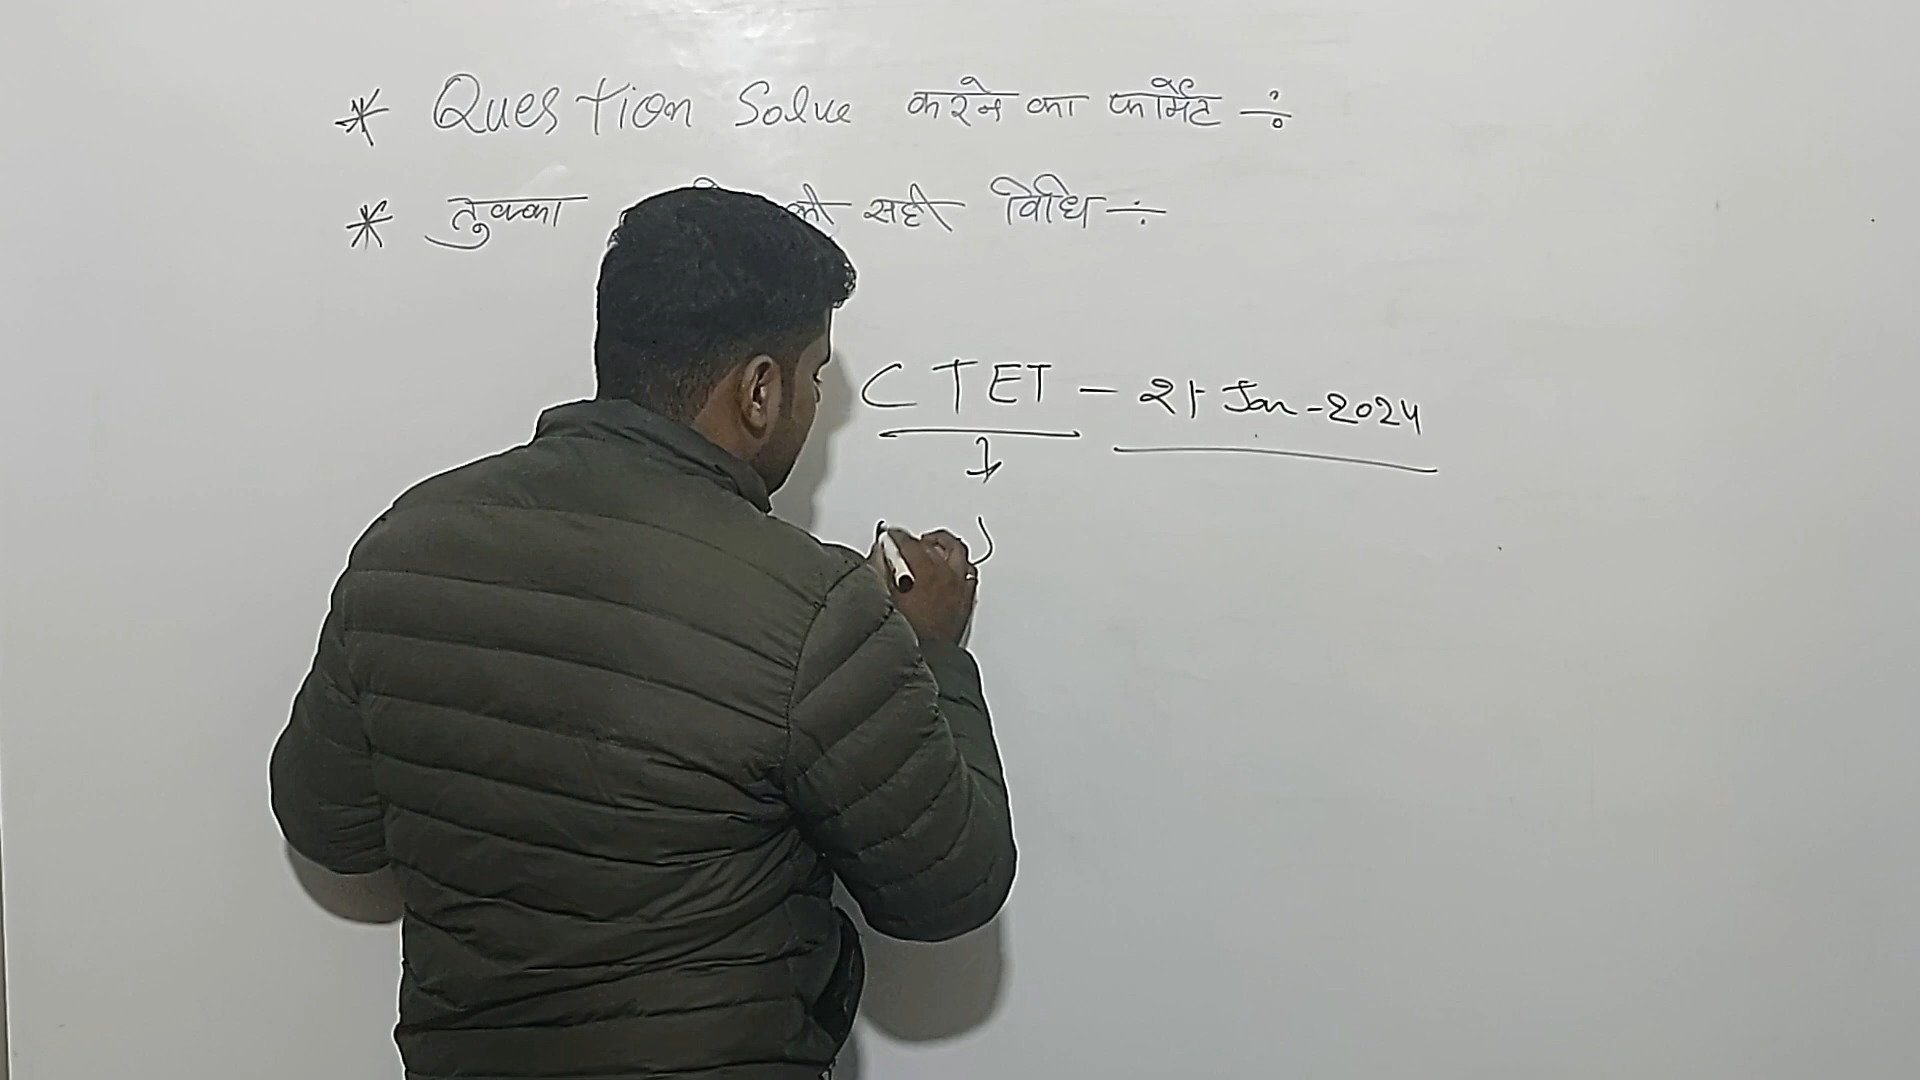 * Question Solve करने का फार्मेट ÷
* तुक्का की सही विधि ÷
CTET - 21 Jan - 2024